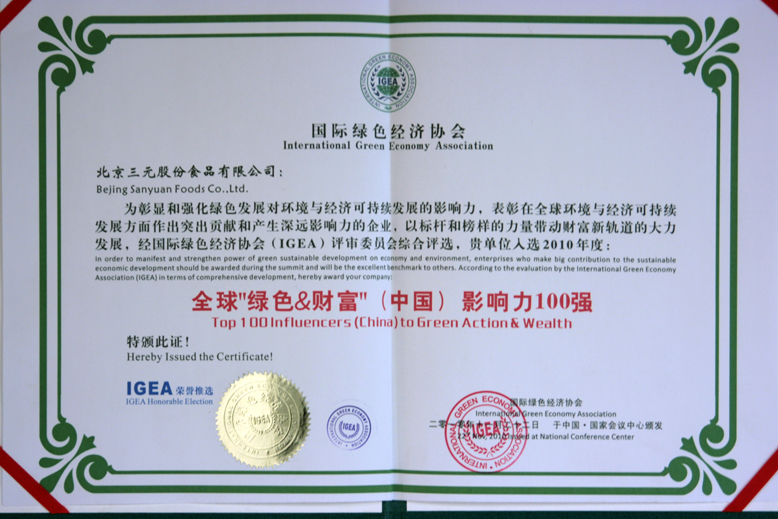 INTERNATIONAL GREEN ECONOMY ASSOCIATION
IGEA
国际绿色经济协会
International Green Economy Association
北京三元股份食品有限公司：
Bejing Sanyuan Foods Co.,Ltd.
为彰显和强化绿色发展对环境与经济可持续发展的影响力，表彰在全球环境与经济可持续
发展方面作出突出贡献和产生深远影响力的企业，以标杆和榜样的力量带动财富新轨道的大力
发展，经国际绿色经济协会（IGEA）评审委员会综合评选，贵单位入选2010年度：
In order to manifest and strengthen power of green sustainable development on economy and environment, enterprises who make big contribution to the sustainable
economic development should be awarded during the summit and will be the excellent benchmark to others. According to the evaluation by the International Green Economy
Association (IGEA) in terms of comprehensive development, hereby award your company:
全球"绿色&财富"（中国）影响力100强
Top 100 Influencers (China) to Green Action & Wealth
特颁此证！
Hereby Issued the Certificate!
IGEA 荣誉推选
IGEA Honorable Election
IGEA
IGEA
IGEA
国际绿色经济协会
International Green Economy Association
二十二日 于中国·国家会议中心颁发
Nov, 2010 Issued at National Conference Center